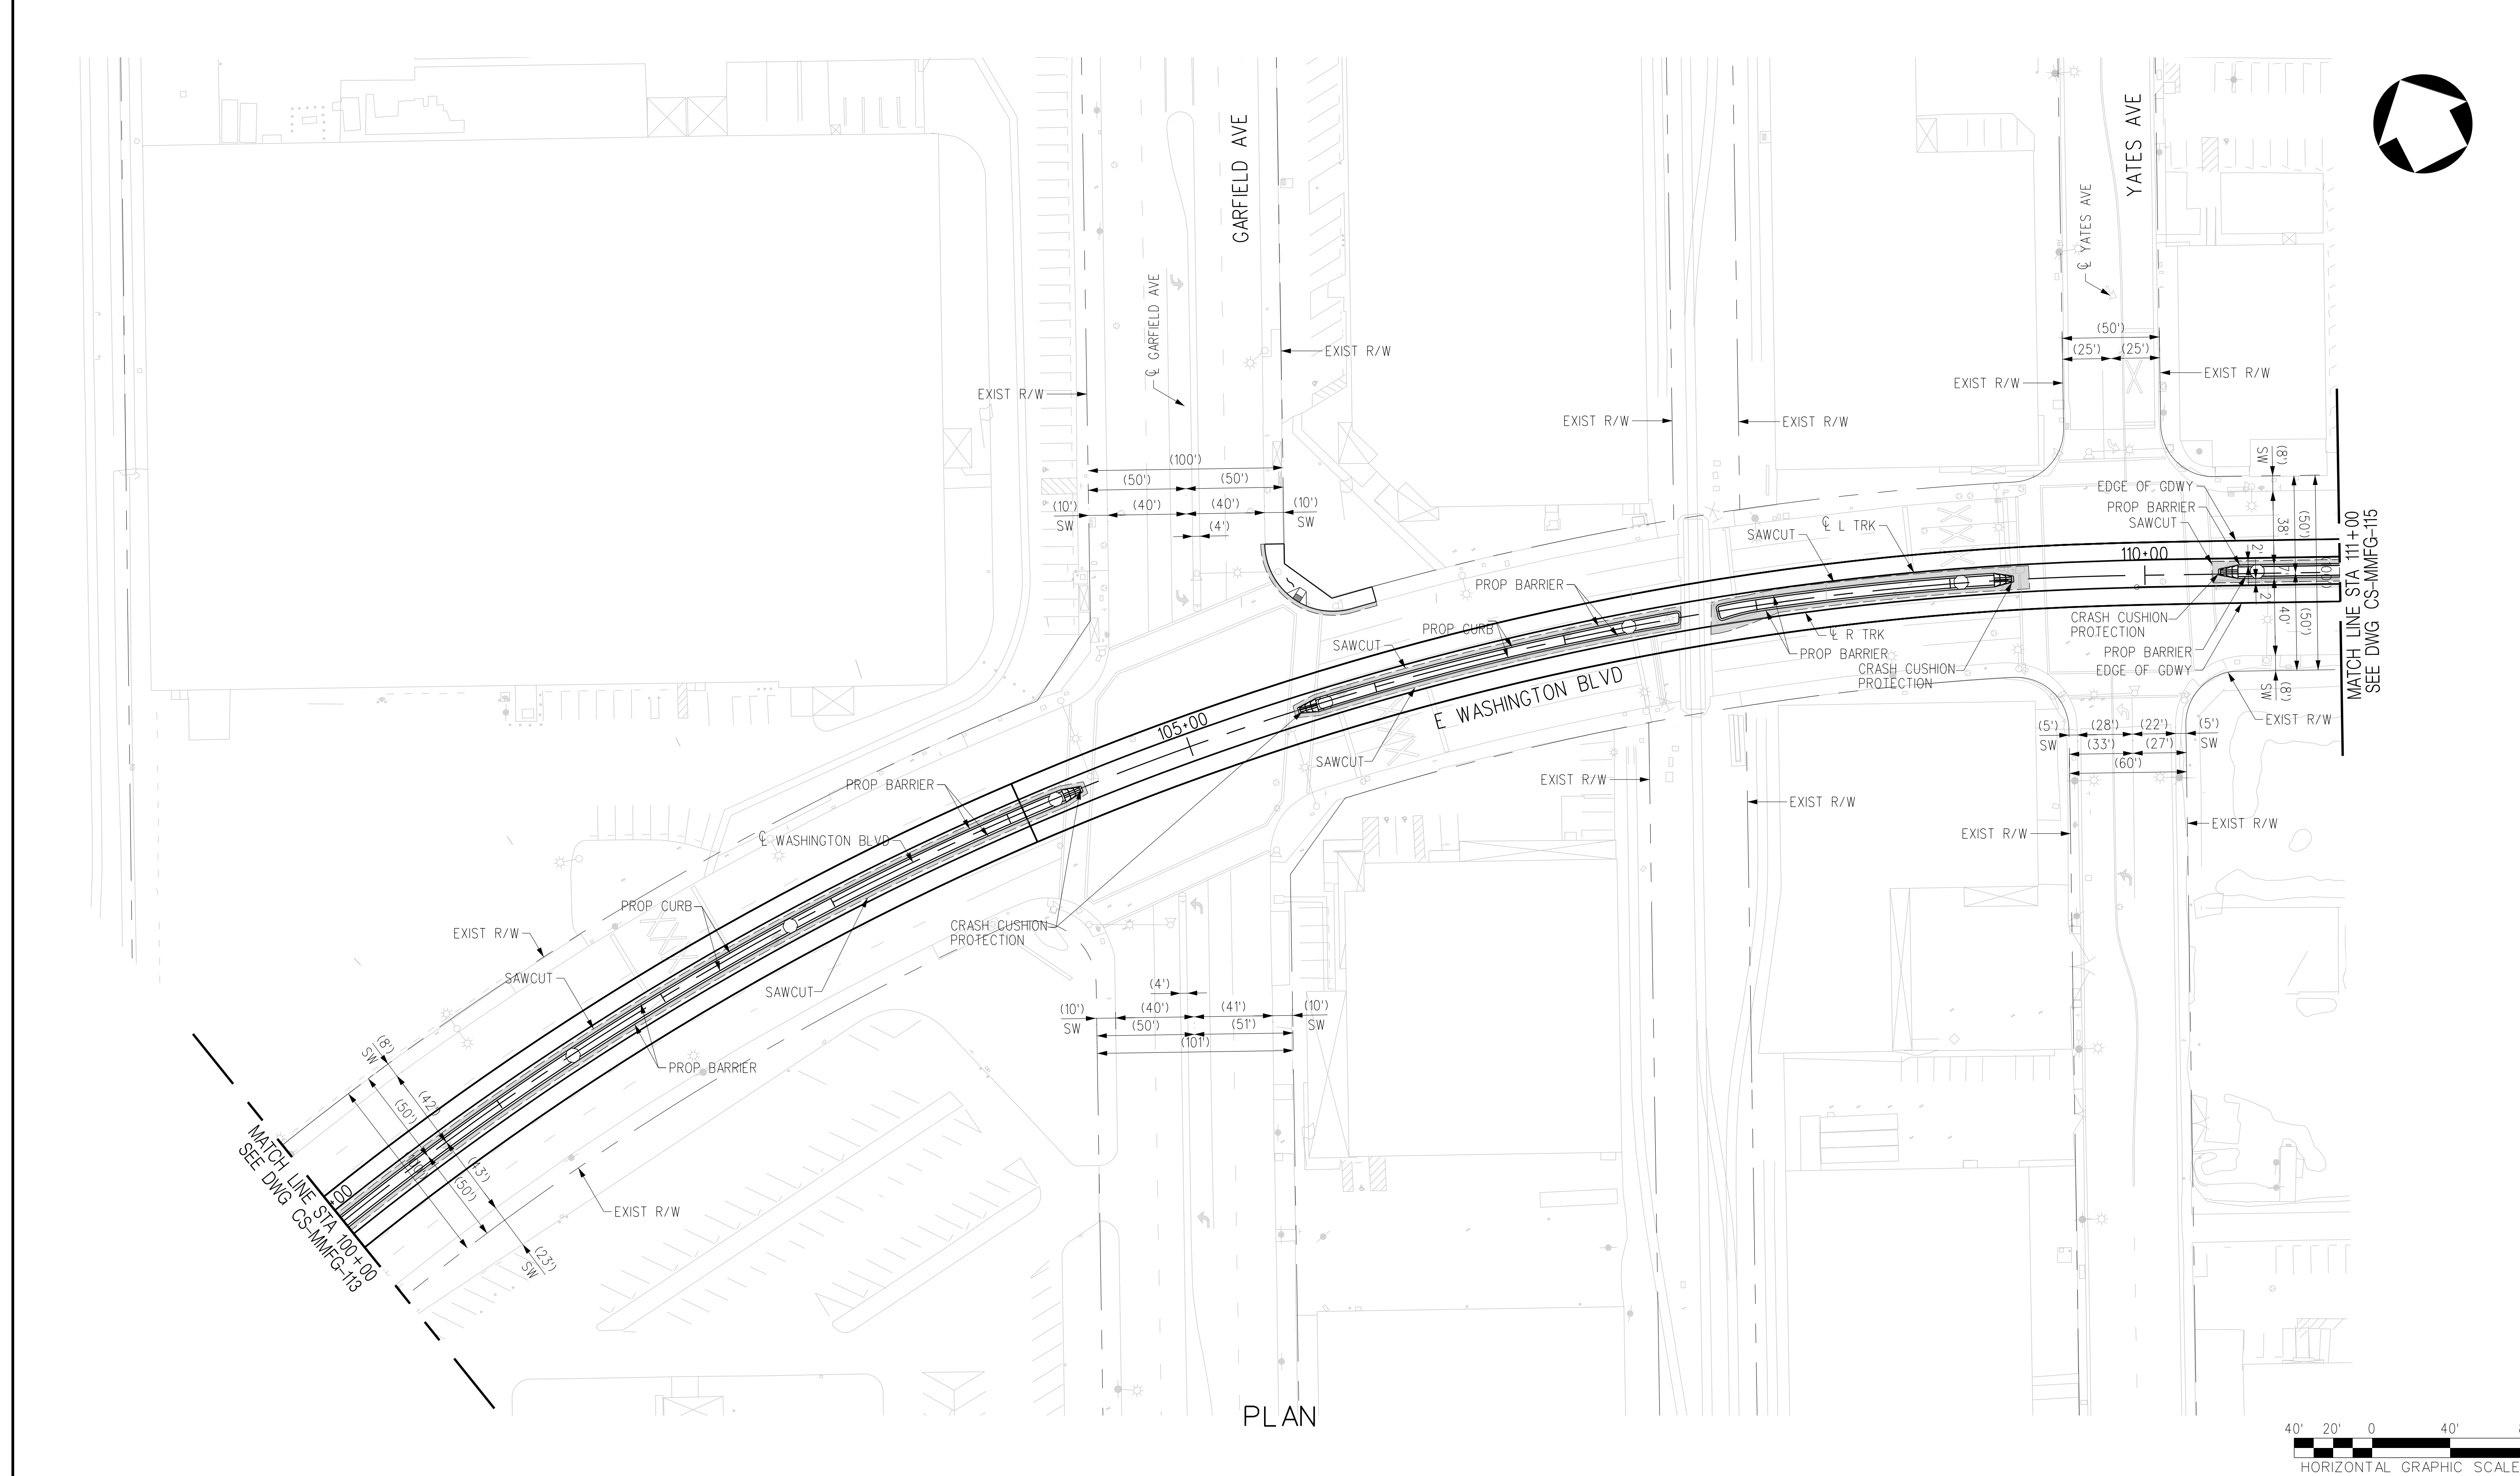 GARFIELD AVE
YATES AVE
℄ YATES AVE
℄ GARFIELD AVE
(50')
(25') (25')
EXIST R/W
EXIST R/W
EXIST R/W
EXIST R/W
EXIST R/W
EXIST R/W
(100')
(50') (50')
(10')
SW
(40') (40')
(10')
SW
(4')
(8')
SW
EDGE OF GDWY
PROP BARRIER
SAWCUT
℄ L TRK
SAWCUT
110+00
2'
38'
(50')
(100')
2'
40'
(50')
(8')
SW
MATCH LINE STA 111+00
SEE DWG CS-MMFG-115
PROP BARRIER
PROP CURB
SAWCUT
CRASH CUSHION
PROTECTION
℄ R TRK
PROP BARRIER
CRASH CUSHION
PROTECTION
PROP BARRIER
EDGE OF GDWY
E WASHINGTON BLVD
105+00
EXIST R/W
(5')
SW
(28') (22')
(5')
SW
(33') (27')
(60')
SAWCUT
EXIST R/W
EXIST R/W
EXIST R/W
EXIST R/W
PROP BARRIER
℄ WASHINGTON BLVD
PROP CURB
EXIST R/W
CRASH CUSHION
PROTECTION
SAWCUT
SAWCUT
(4')
(10')
SW
(40') (41')
(10')
SW
(50') (51')
(101')
PROP BARRIER
(8')
SW
(42')
(50')
(43')
(50')
(23')
SW
EXIST R/W
+00
MATCH LINE STA 100+00
SEE DWG CS-MMFG-113
PLAN
40' 20' 0 40'
HORIZONTAL GRAPHIC SCALE